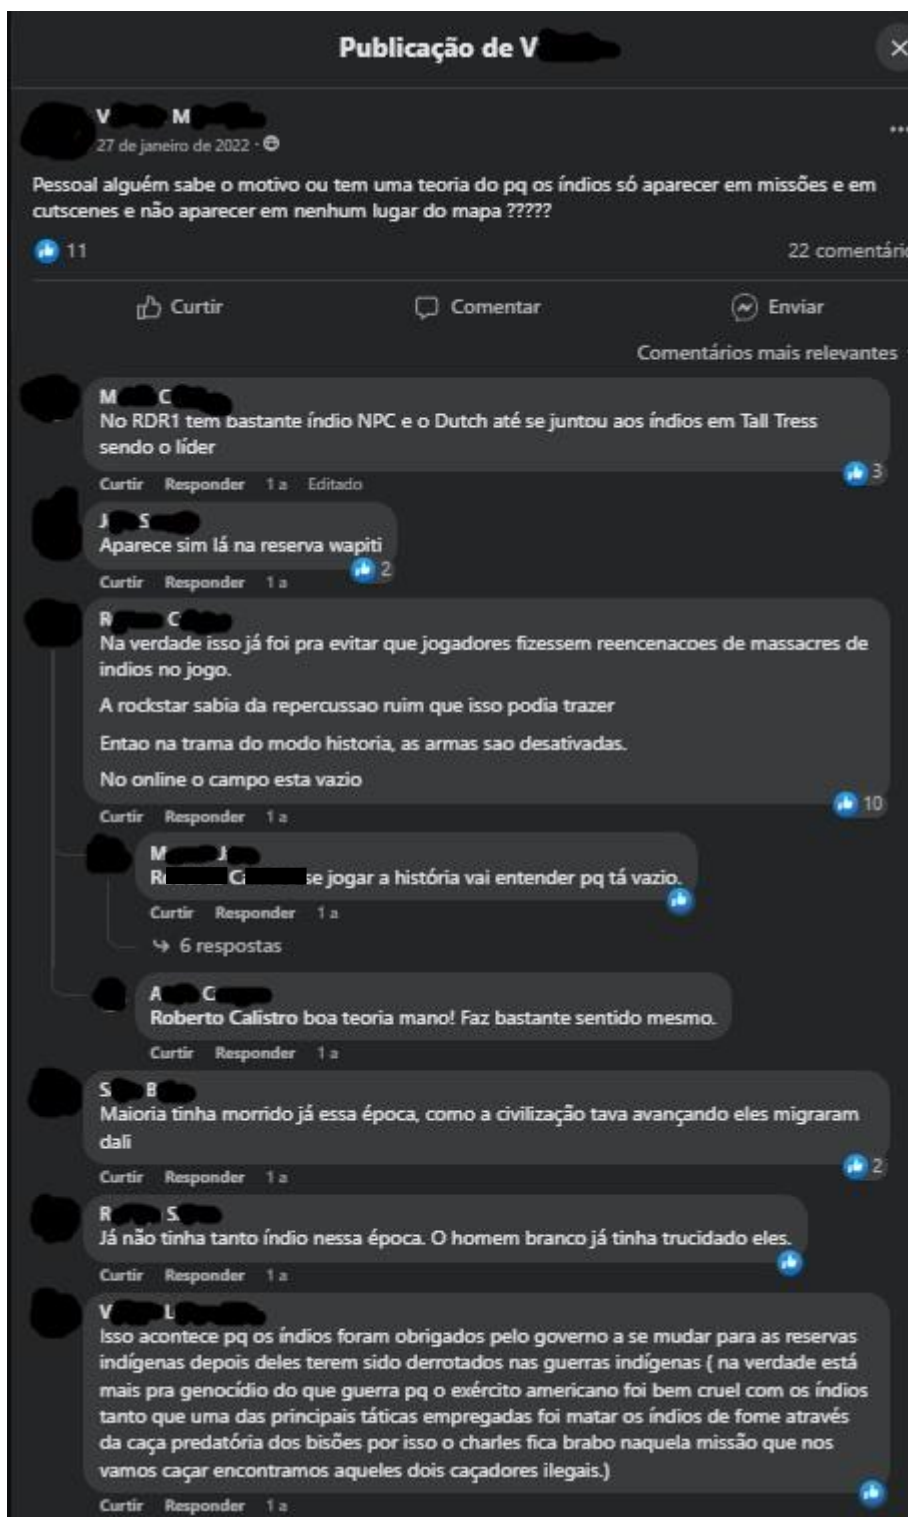 Publicação de V
V M
27 de janeiro de 2022 ·
Pessoal alguém sabe o motivo ou tem uma teoria do pq os índios só aparecer em missões e em
cutscenes e não aparecer em nenhum lugar do mapa ?????
11
22 comentário
Curtir
Comentar
Enviar
Comentários mais relevantes
M C
No RDR1 tem bastante índio NPC e o Dutch até se juntou aos índios em Tall Tress
sendo o líder
3
Curtir Responder 1 a Editado
J S
Aparece sim lá na reserva wapiti
2
Curtir Responder 1 a
R C
Na verdade isso já foi pra evitar que jogadores fizessem reencenacoes de massacres de
indios no jogo.
A rockstar sabia da repercussao ruim que isso podia trazer
Entao na trama do modo historia, as armas sao desativadas.
No online o campo esta vazio
10
Curtir Responder 1 a
M J
R C se jogar a história vai entender pq tá vazio.
Curtir Responder 1 a
6 respostas
A C
Roberto Calistro boa teoria mano! Faz bastante sentido mesmo.
Curtir Responder 1 a
S B
Maioria tinha morrido já essa época, como a civilização tava avançando eles migraram
dali
2
Curtir Responder 1 a
R S
Já não tinha tanto índio nessa época. O homem branco já tinha trucidado eles.
Curtir Responder 1 a
V L
Isso acontece pq os índios foram obrigados pelo governo a se mudar para as reservas
indígenas depois deles terem sido derrotados nas guerras indígenas ( na verdade está
mais pra genocídio do que guerra pq o exército americano foi bem cruel com os índios
tanto que uma das principais táticas empregadas foi matar os índios de fome através
da caça predatória dos bisões por isso o charles fica brabo naquela missão que nos
vamos caçar encontramos aqueles dois caçadores ilegais.)
Curtir Responder 1 a